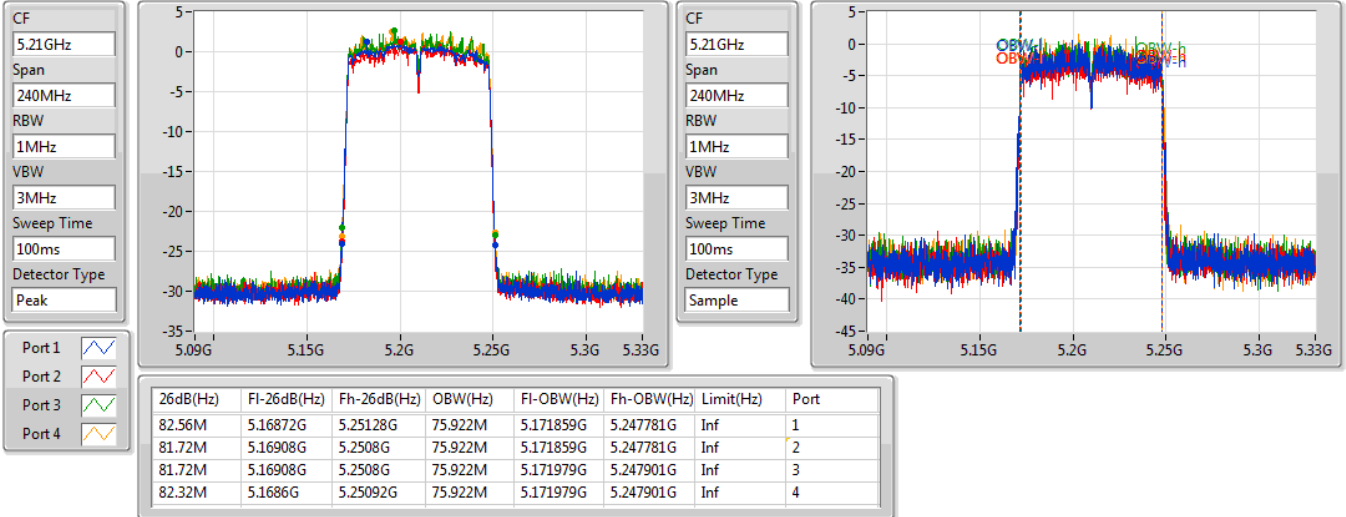 CF
5.21GHz
Span
240MHz
RBW
1MHz
VBW
3MHz
Sweep Time
100ms
Detector Type
Peak
5
0
-5
-10
-15
-20
-25
-30
-35
5.09G 5.15G 5.2G 5.25G 5.3G 5.33G
CF
5.21GHz
Span
240MHz
RBW
1MHz
VBW
3MHz
Sweep Time
100ms
Detector Type
Sample
5
0
-5
-10
-15
-20
-25
-30
-35
-40
-45
OBW-h
5.09G 5.15G 5.2G 5.25G 5.3G 5.33G
Port 1
Port 2
Port 3
Port 4
26dB(Hz) Fl-26dB(Hz) Fh-26dB(Hz) OBW(Hz) Fl-OBW(Hz) Fh-OBW(Hz) Limit(Hz) Port
82.56M 5.16872G 5.25128G 75.922M 5.171859G 5.247781G Inf 1
81.72M 5.16908G 5.2508G 75.922M 5.171859G 5.247781G Inf 2
81.72M 5.16908G 5.2508G 75.922M 5.171979G 5.247901G Inf 3
82.32M 5.1686G 5.25092G 75.922M 5.171979G 5.247901G Inf 4